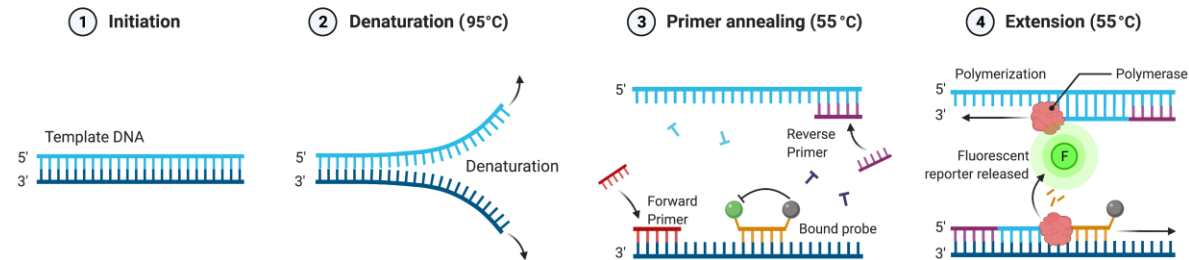 1 Initiation
Template DNA
5'
3'
2 Denaturation (95°C)
5'
3'
Denaturation
3 Primer annealing (55°C)
5'
Reverse
Primer
Forward
Primer
Bound probe
3'
4 Extension (55°C)
Polymerization
Polymerase
5'
3'
F
Fluorescent
reporter released
5'
3'